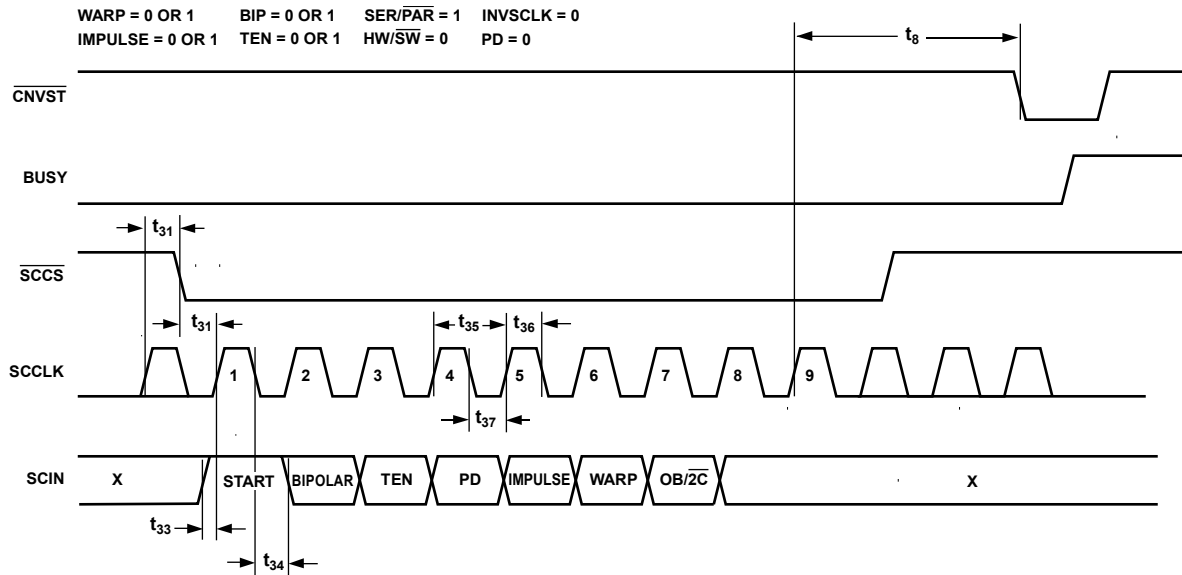 WARP = 0 OR 1 BIP = 0 OR 1 SER/PAR = 1 INVSCLK = 0
IMPULSE = 0 OR 1 TEN = 0 OR 1 HW/SW = 0 PD = 0
t8
CNVST
BUSY
t31
SCCS
t31 t35 t36
SCCLK 1 2 3 4 5 6 7 8 9
t37
SCIN X START BIPOLAR TEN PD IMPULSE WARP OB/2C X
t33
t34